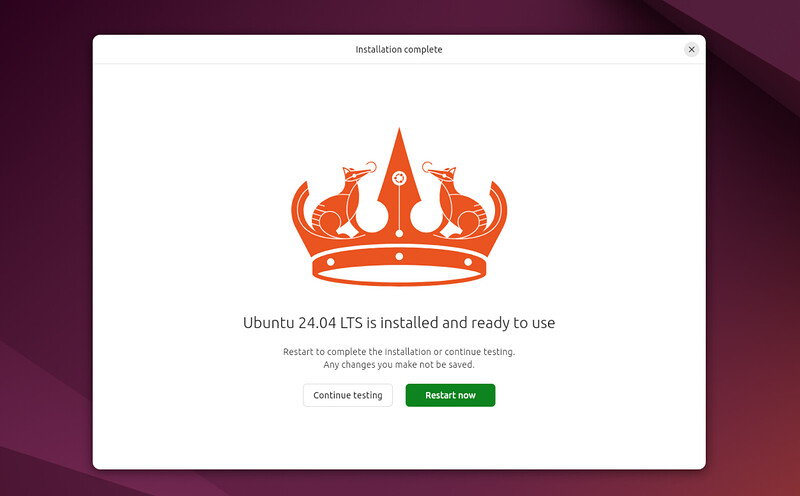 Installation complete
Ubuntu 24.04 LTS is installed and ready to use
Restart to complete the installation or continue testing.
Any changes you make not be saved.
Continue testing
Restart now